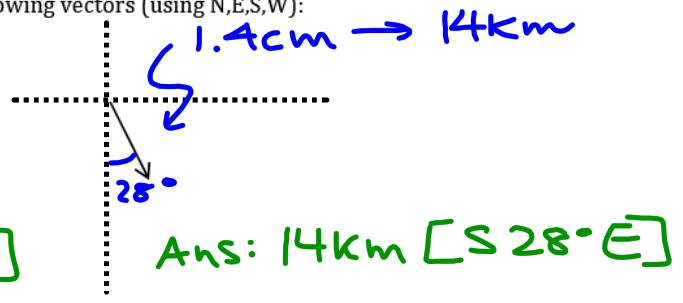 owing vectors (using N,E,S,W):
1.4cm → 14km
28°
] Ans: 14km [S 28° E]